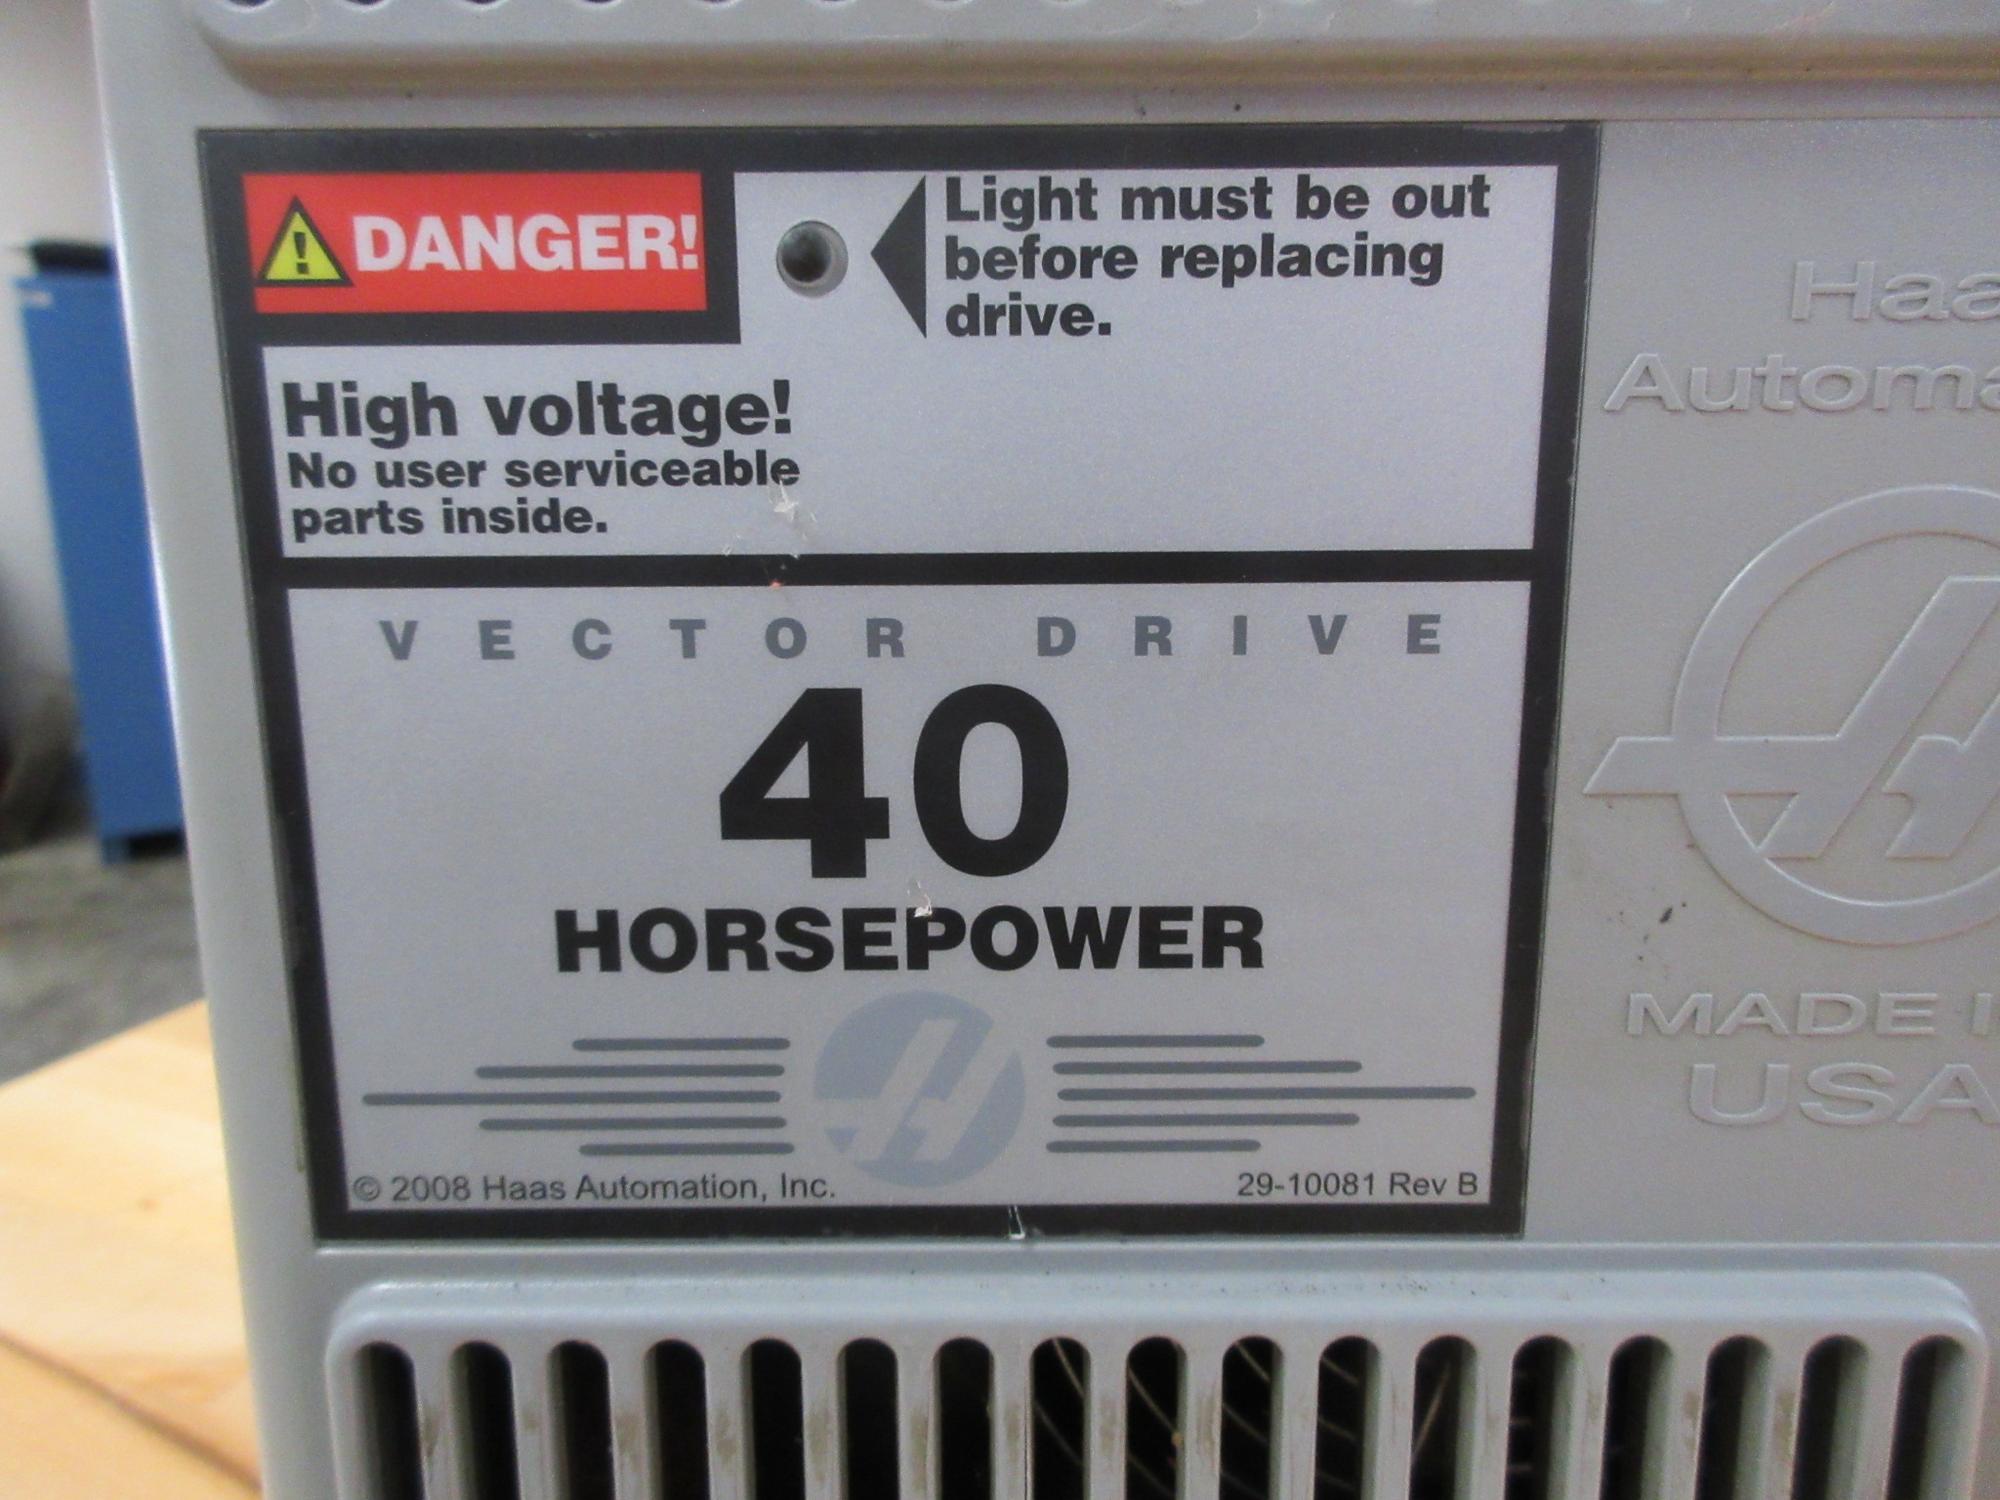 DANGER!
Light must be out
before replacing
drive.
High voltage!
No user serviceable
parts inside.
VECTOR DRIVE
40
HORSEPOWER
© 2008 Haas Automation, Inc.
29-10081 Rev B
Haa
Automa
MADE I
USA